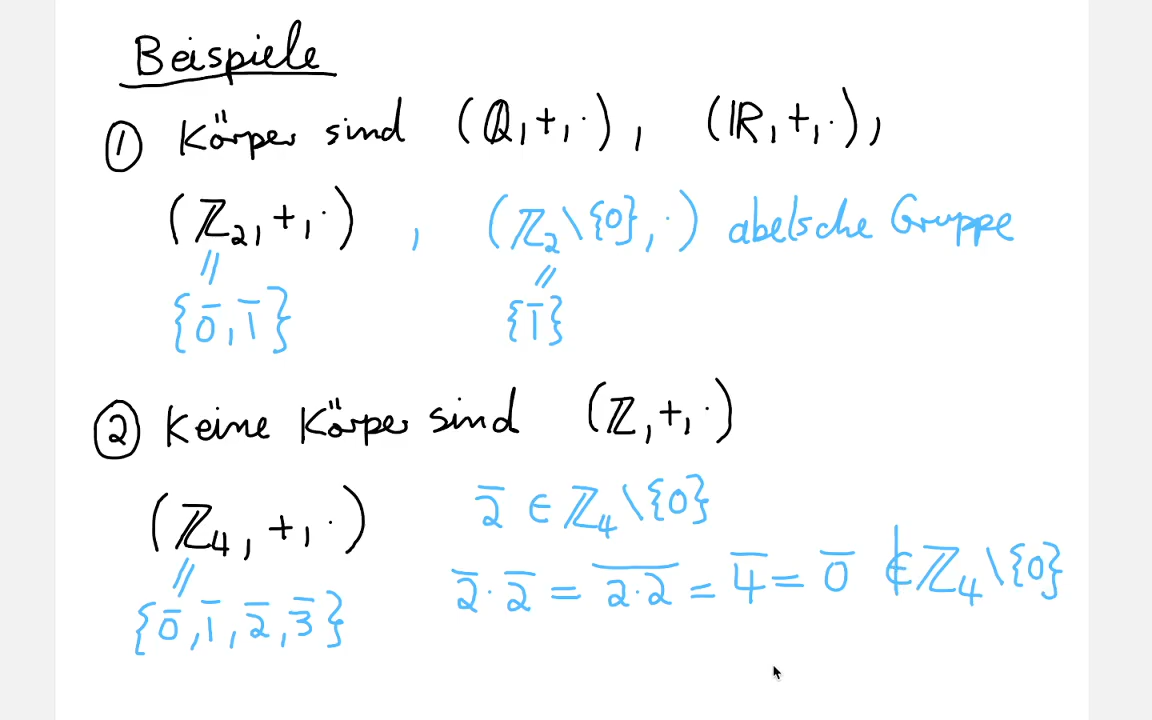 Beispiele
① Körper sind (ℚ, +, ·), (ℝ, +, ·),
(ℤ₂, +, ·), (ℤ₂ \ {0}, ·) abelsche Gruppe
= =
{0̅, 1̅} {1̅}
② Keine Körper sind (ℤ, +, ·)
(ℤ₄, +, ·) 2̅ ∈ ℤ₄ \ {0}
= 2̅ · 2̅ = 2̅·̅2̅ = 4̅ = 0̅ ∉ ℤ₄ \ {0}
{0̅, 1̅, 2̅, 3̅}